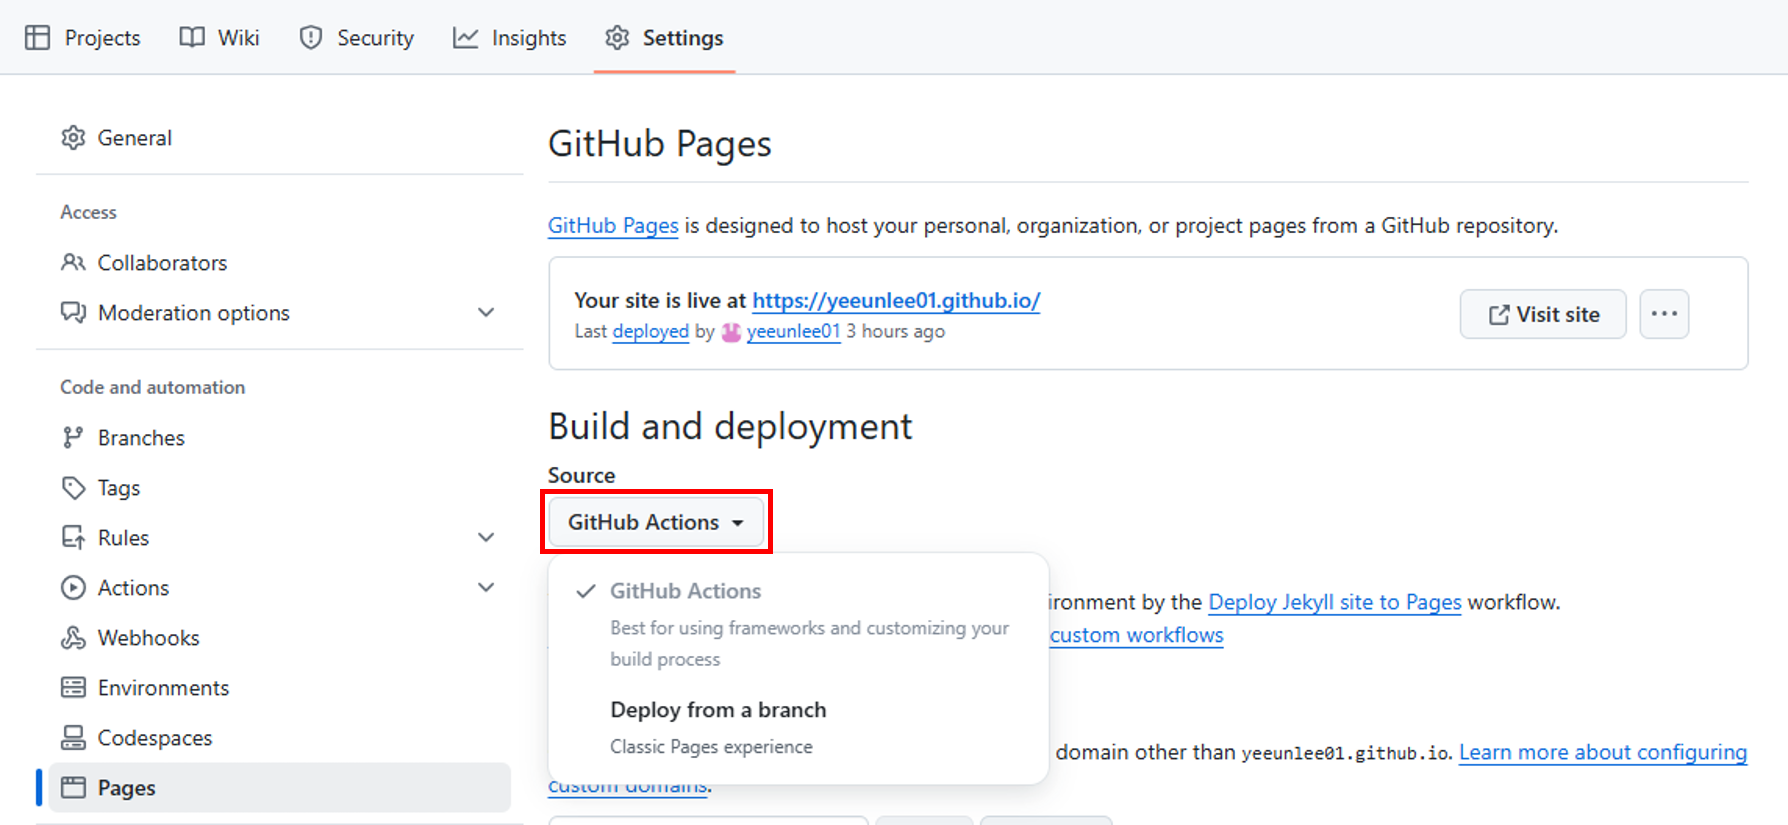 Projects Wiki Security Insights Settings
General
Access
Collaborators
Moderation options
Code and automation
Branches
Tags
Rules
Actions
Webhooks
Environments
Codespaces
Pages
GitHub Pages
GitHub Pages is designed to host your personal, organization, or project pages from a GitHub repository.
Your site is live at https://yeeunlee01.github.io/
Last deployed by yeeunlee01 3 hours ago
Visit site
Build and deployment
Source
GitHub Actions
GitHub Actions
Best for using frameworks and customizing your
build process
Deploy from a branch
Classic Pages experience
ironment by the Deploy Jekyll site to Pages workflow.
custom workflows
domain other than yeeunlee01.github.io. Learn more about configuring
custom domains.